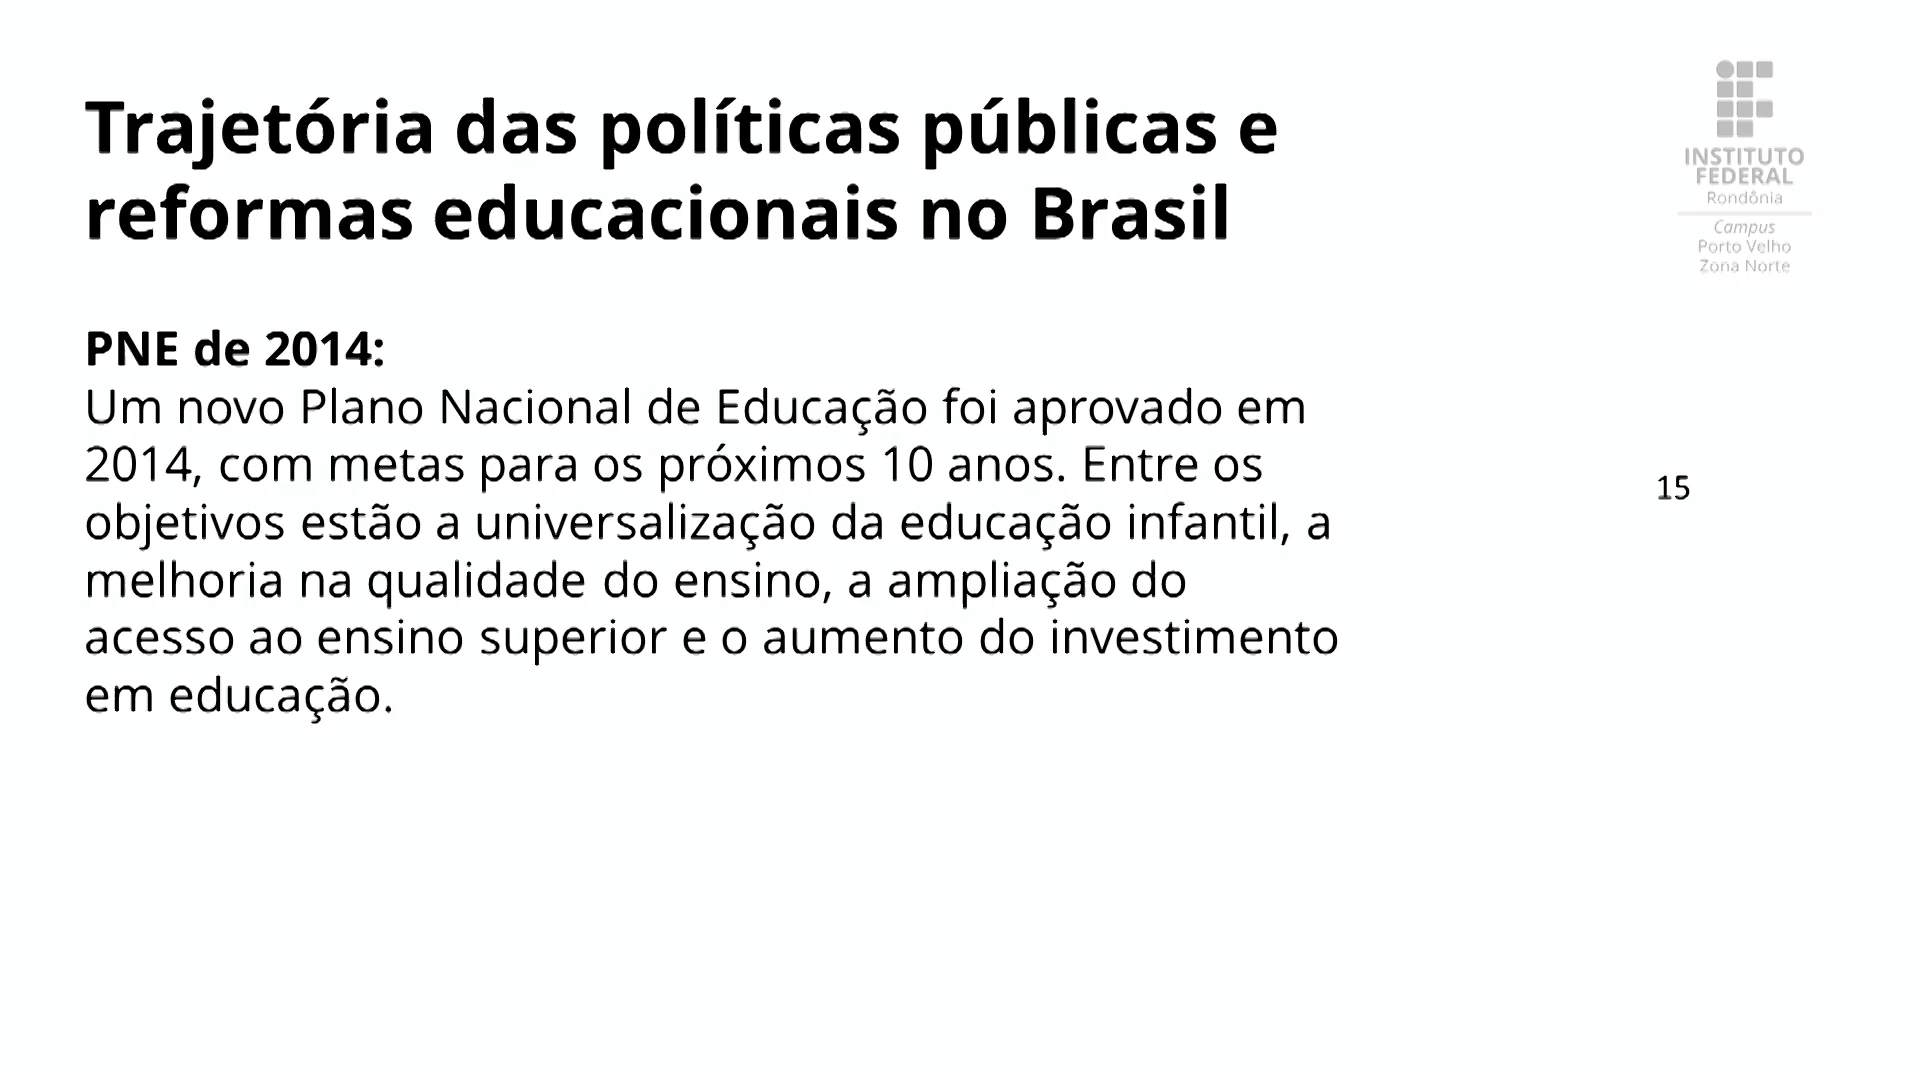 Trajetória das políticas públicas e
reformas educacionais no Brasil
INSTITUTO
FEDERAL
Rondônia
Campus
Porto Velho
Zona Norte
PNE de 2014:
Um novo Plano Nacional de Educação foi aprovado em
2014, com metas para os próximos 10 anos. Entre os
objetivos estão a universalização da educação infantil, a
melhoria na qualidade do ensino, a ampliação do
acesso ao ensino superior e o aumento do investimento
em educação.
15